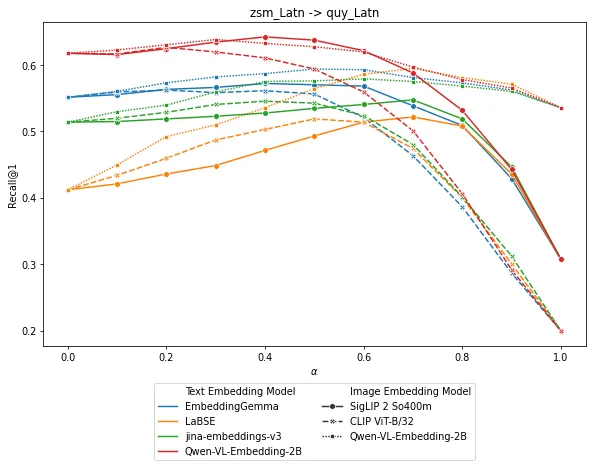 zsm_Latn -> quy_Latn
Recall@1
0.6
0.5
0.4
0.3
0.2
0.0
0.2
0.4
0.6
0.8
1.0
α
Text Embedding Model
EmbeddingGemma
LaBSE
jina-embeddings-v3
Qwen-VL-Embedding-2B
Image Embedding Model
SigLIP 2 So400m
CLIP ViT-B/32
Qwen-VL-Embedding-2B